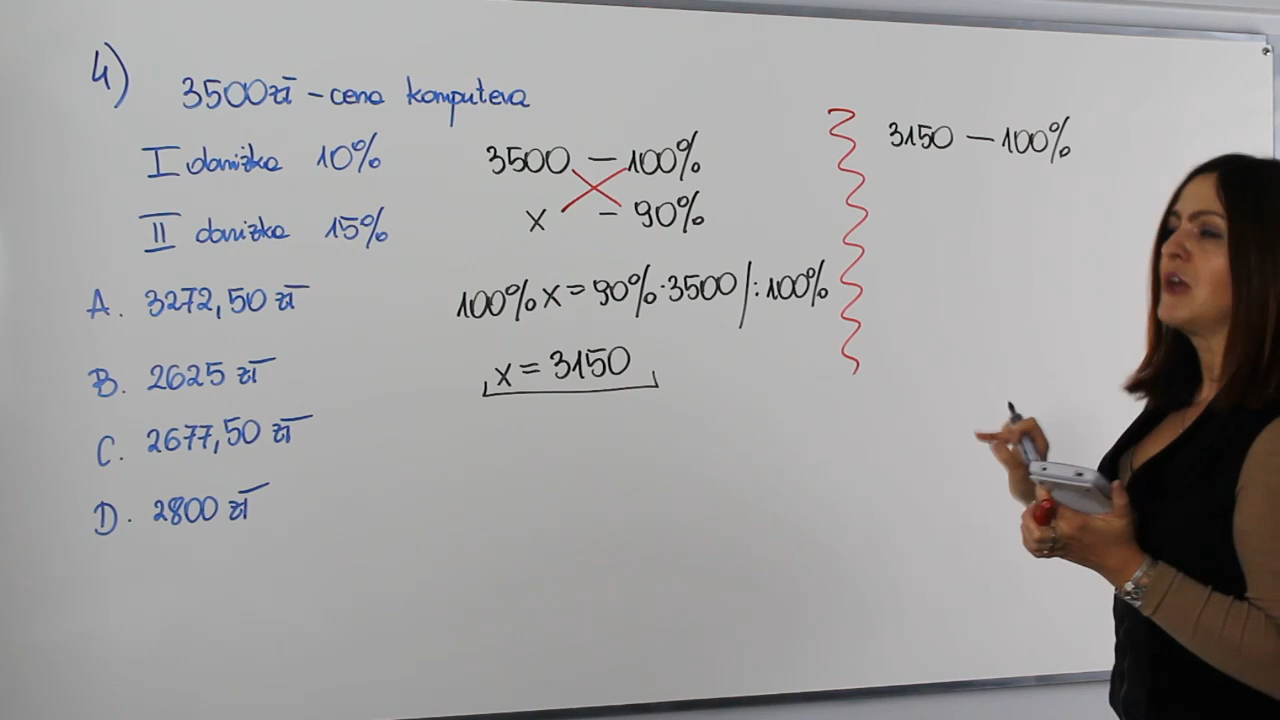 4)
3500zł - cena komputera
I obniżka 10%
II obniżka 15%
A. 3272,50 zł
B. 2625 zł
C. 2677,50 zł
D. 2800 zł
3500 - 100%
x - 90%
100% x = 90% · 3500 / : 100%
x = 3150
3150 - 100%